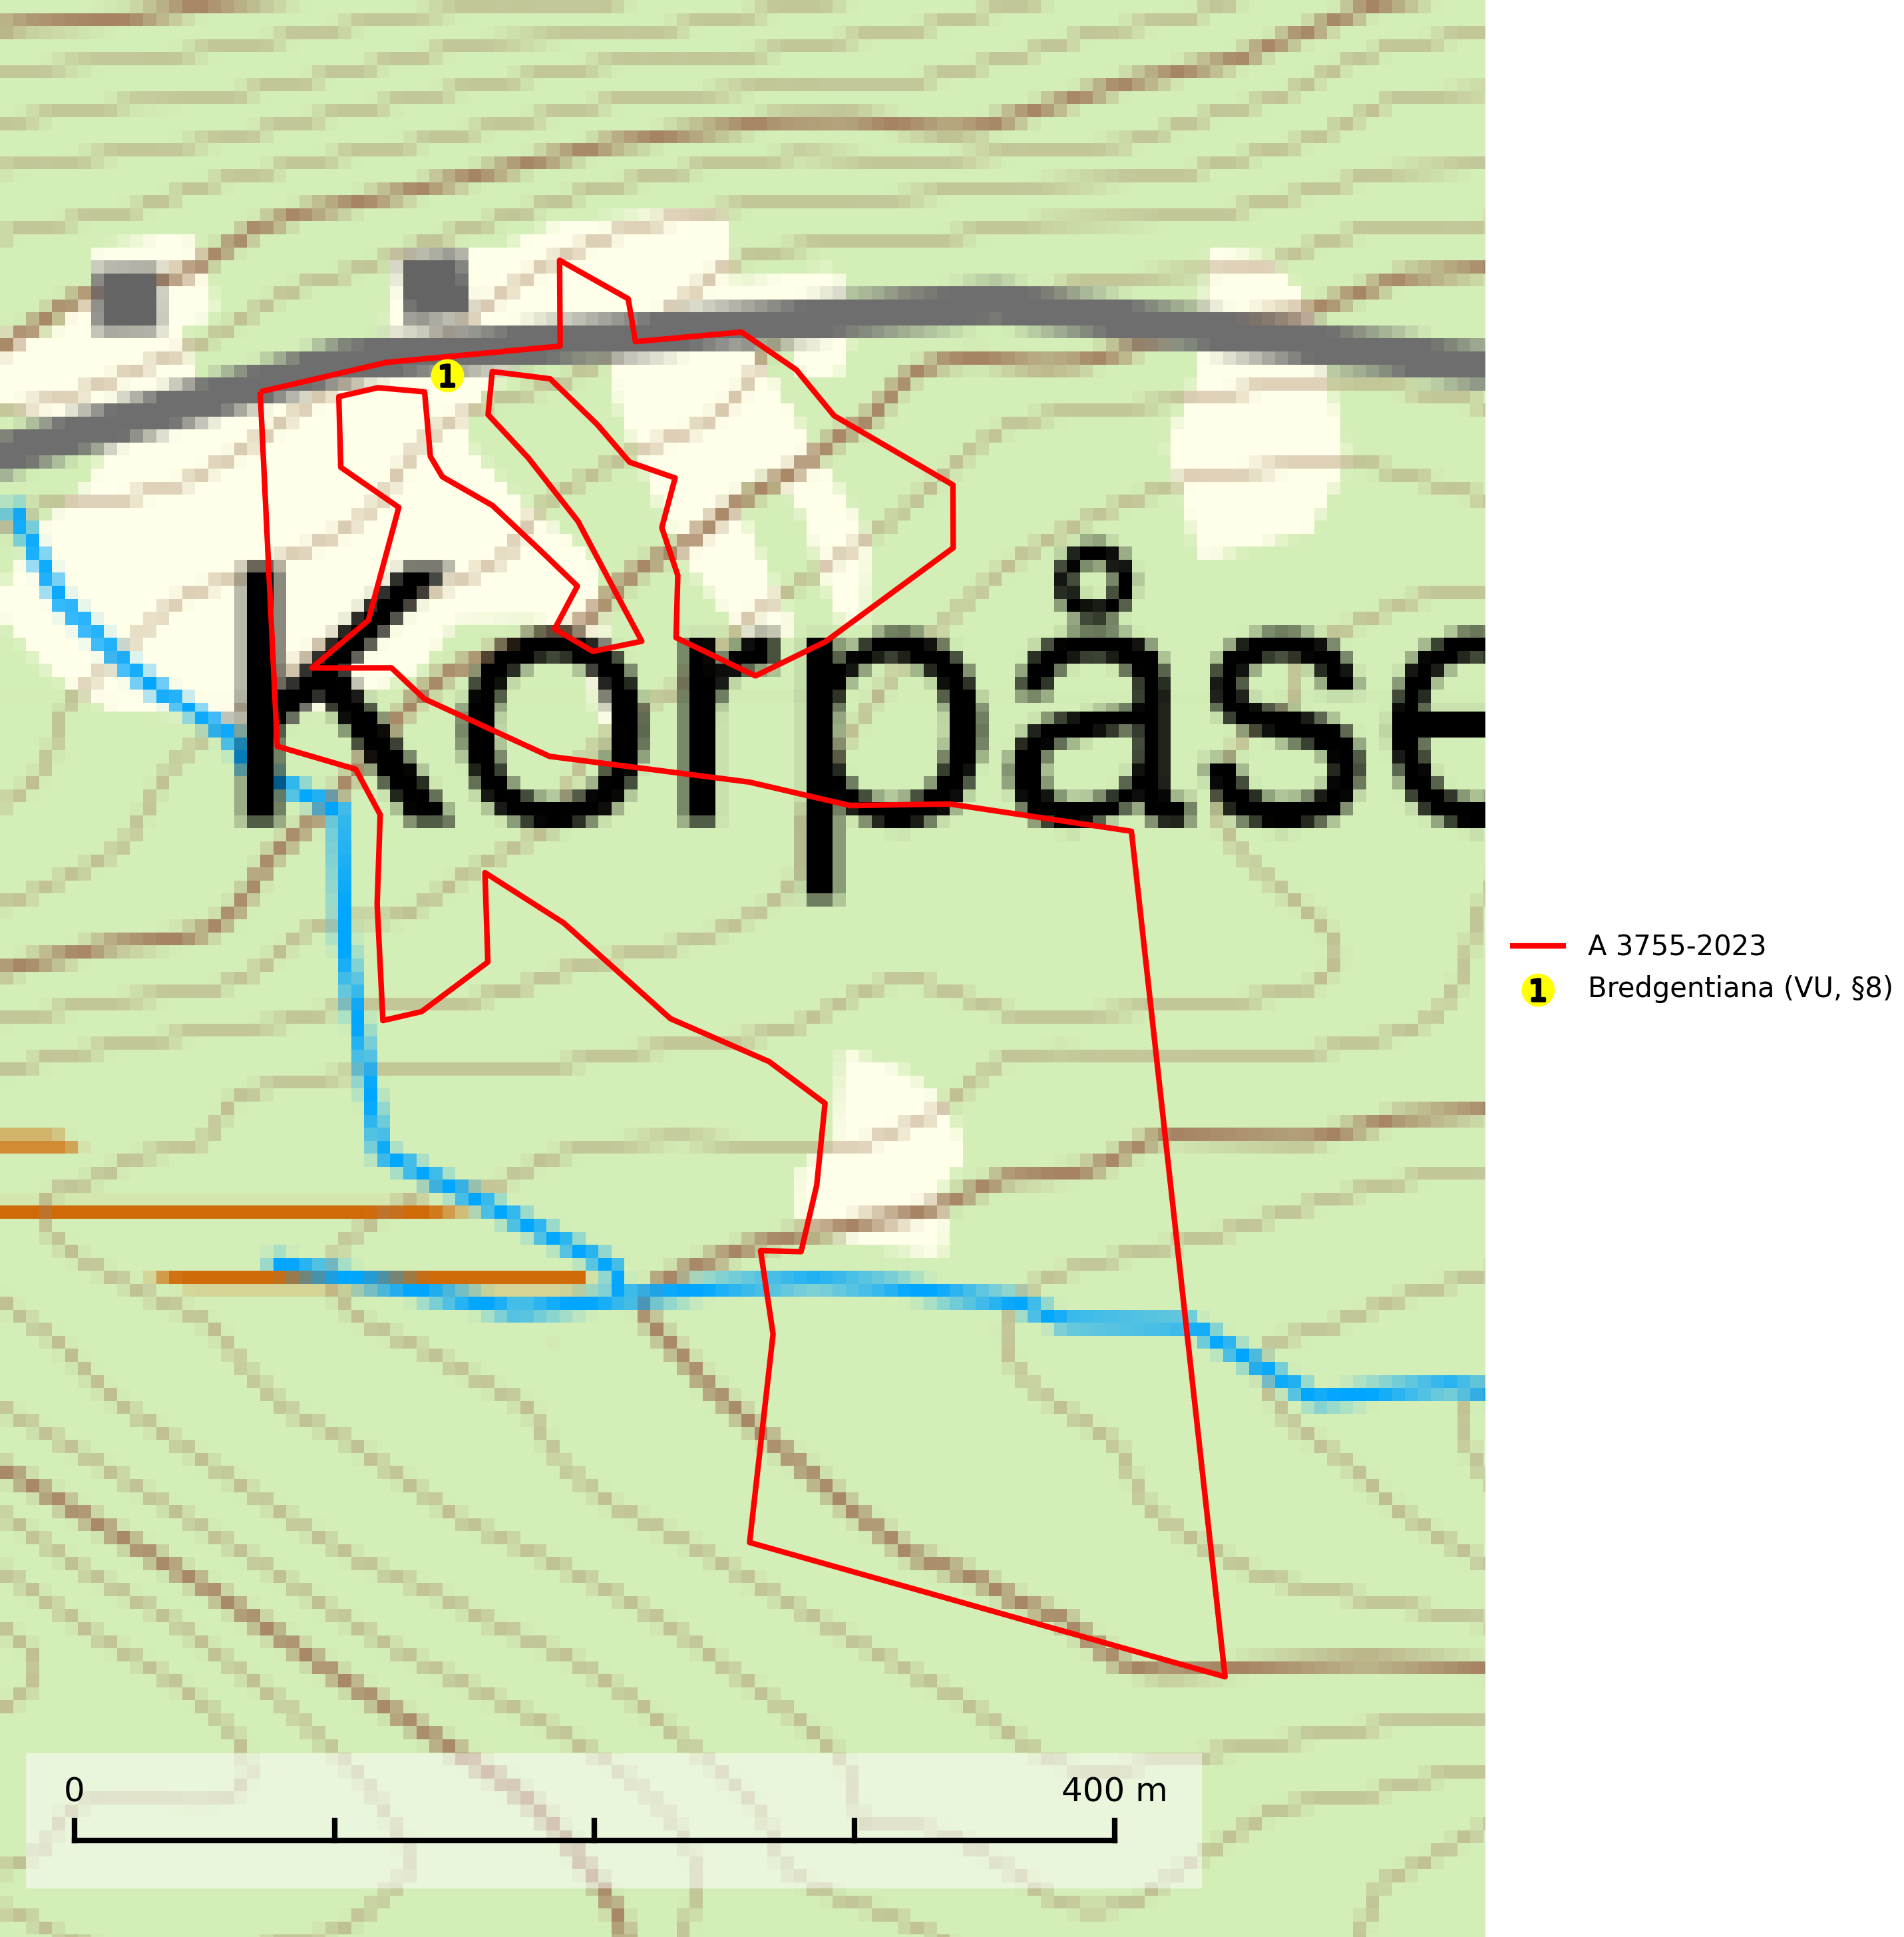 1
Korpåse
A 3755-2023
1 Bredgentiana (VU, §8)
0 400 m